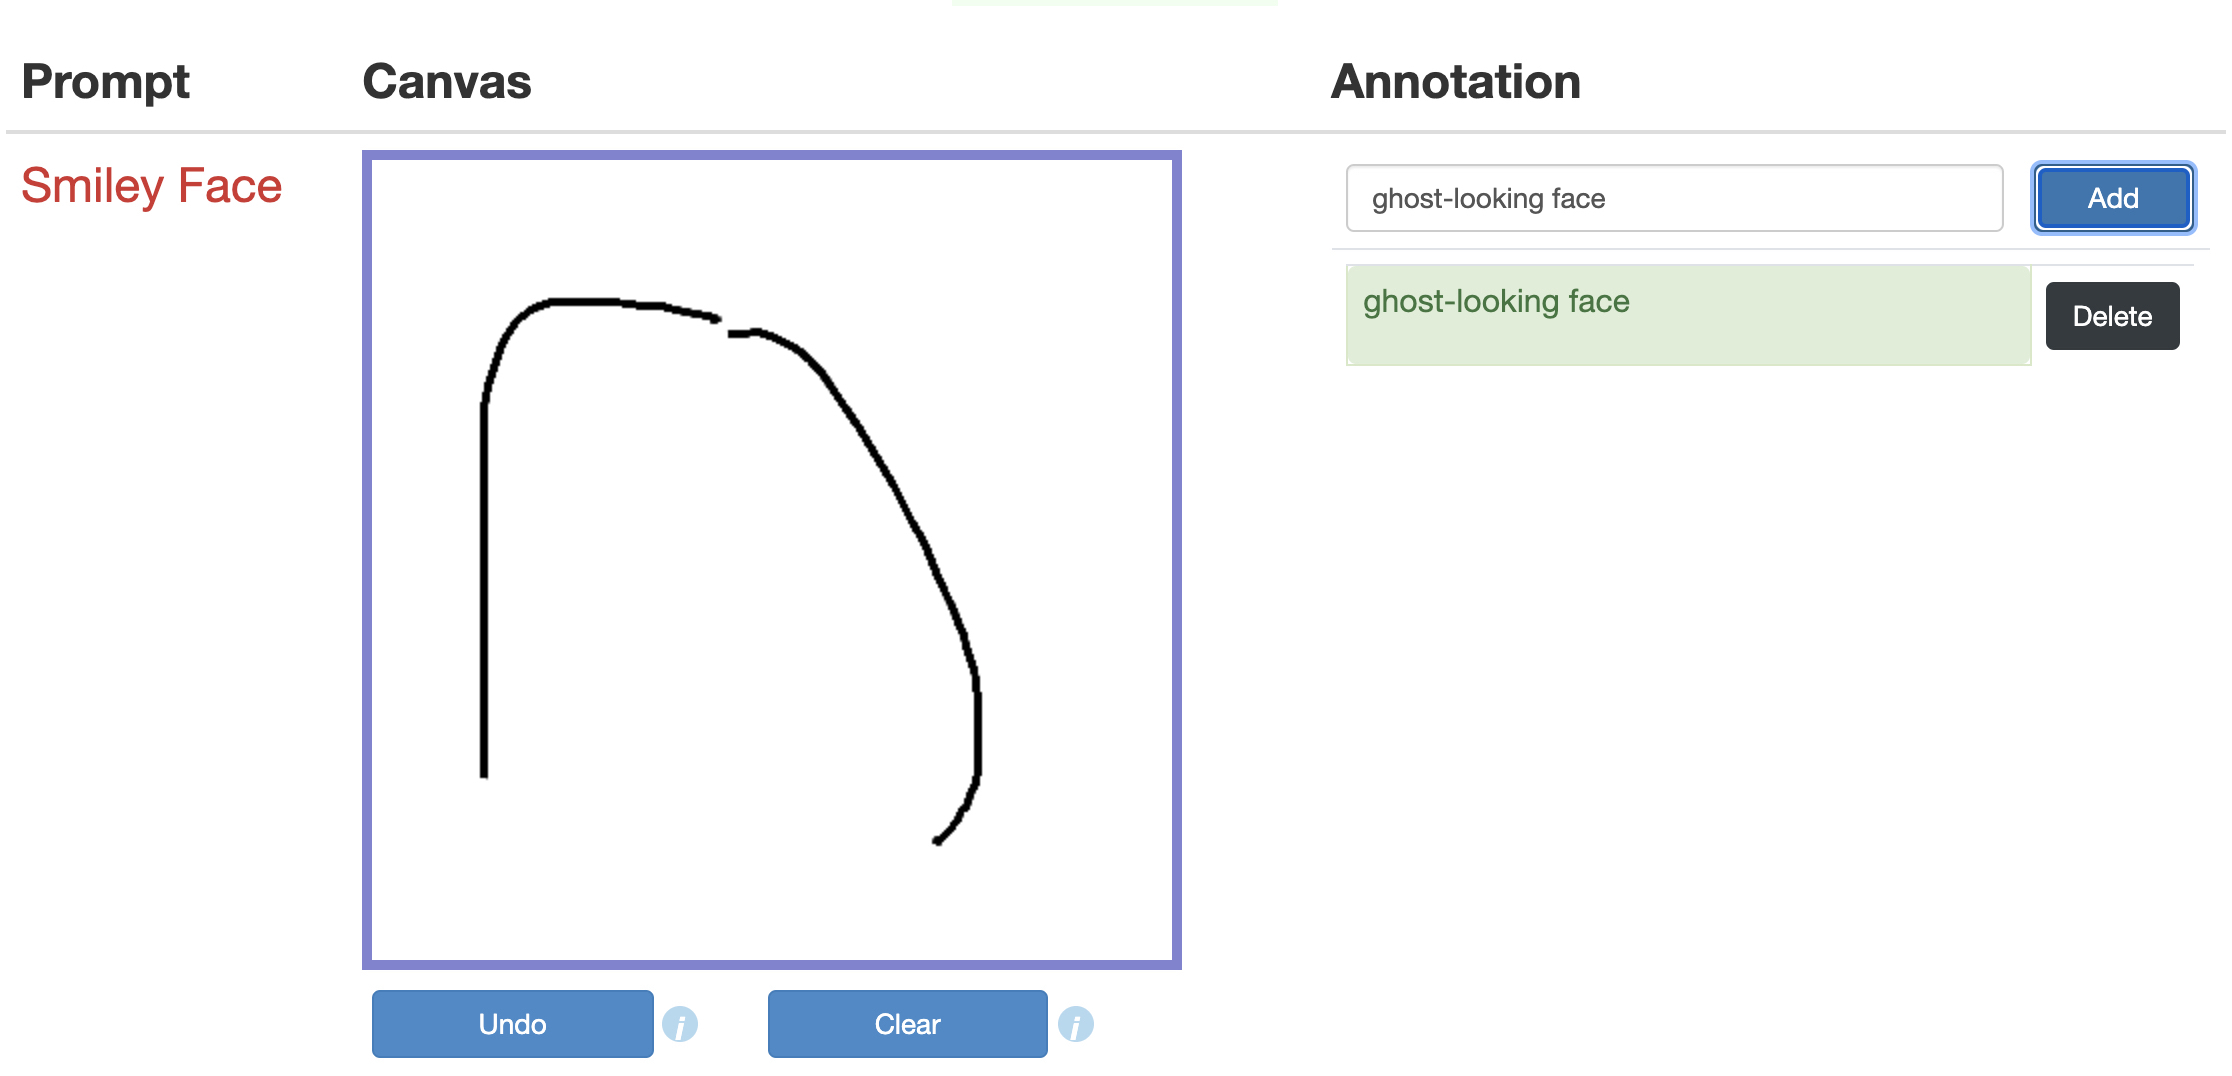 Prompt
Canvas
Annotation
Smiley Face
ghost-looking face
Add
ghost-looking face
Delete
Undo
i
Clear
i